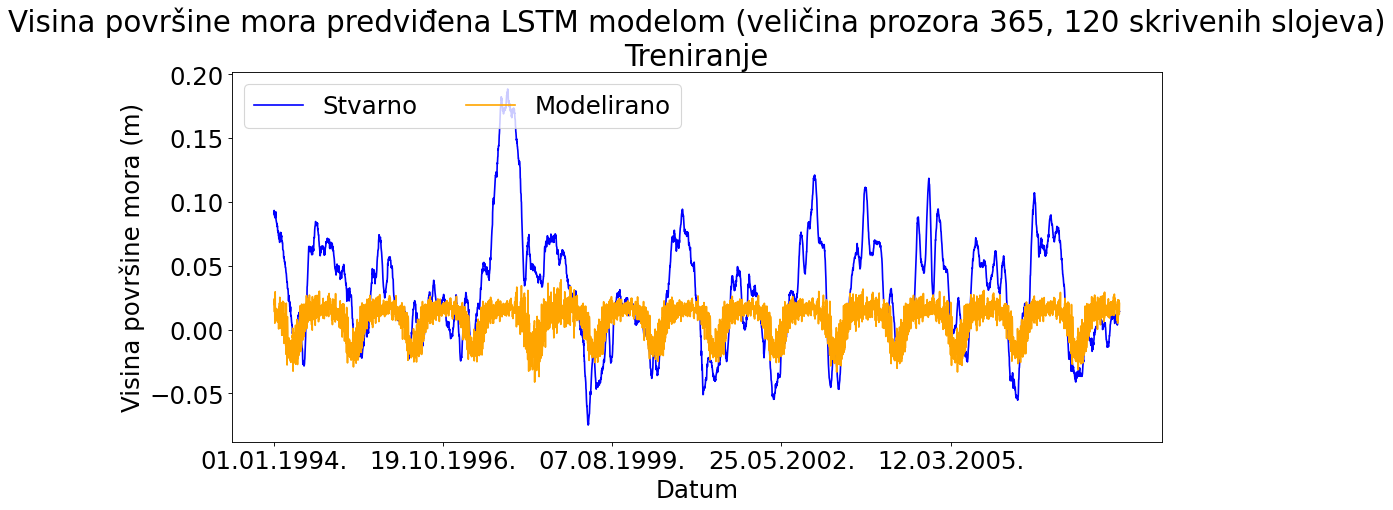 Visina površine mora predviđena LSTM modelom (veličina prozora 365, 120 skrivenih slojeva)
Treniranje
Stvarno Modelirano
Visina površine mora (m)
0.20
0.15
0.10
0.05
0.00
−0.05
01.01.1994. 19.10.1996. 07.08.1999. 25.05.2002. 12.03.2005.
Datum